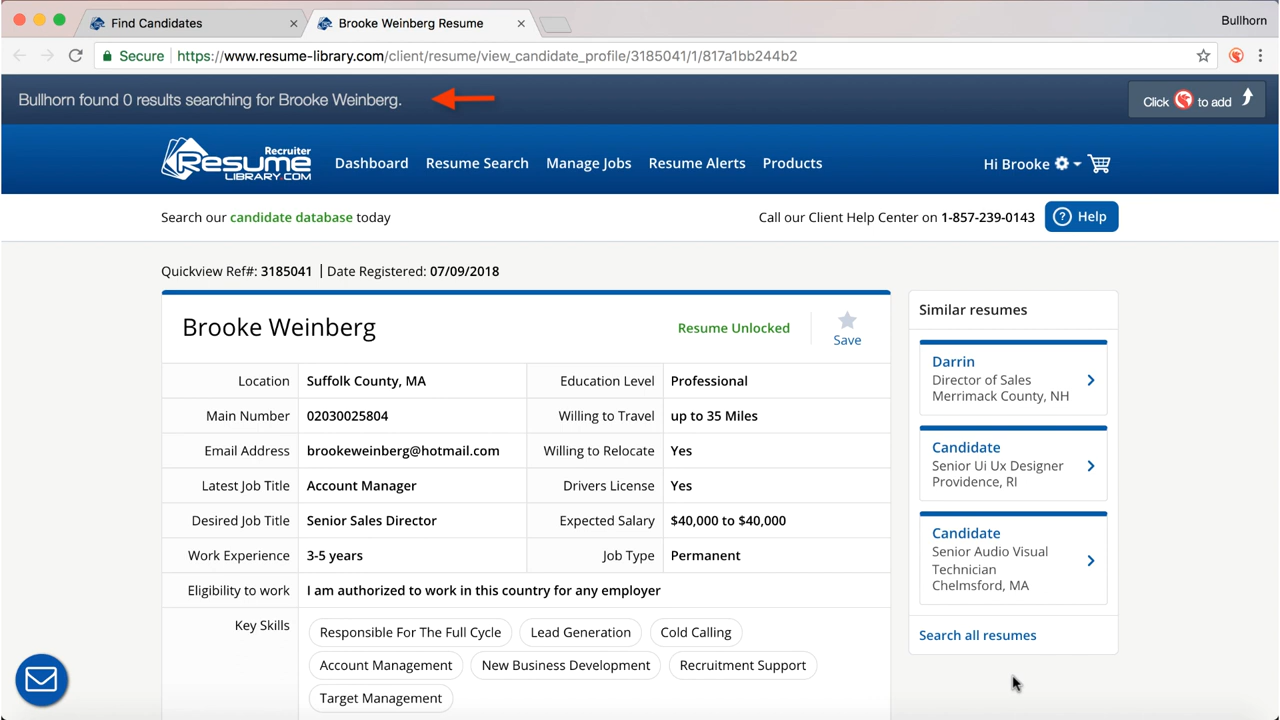 Find Candidates
Brooke Weinberg Resume
Bullhorn
Secure
https://www.resume-library.com/client/resume/view_candidate_profile/3185041/1/817a1bb244b2
Bullhorn found 0 results searching for Brooke Weinberg.
Click to add
Recruiter
Resume
LIBRARY.COM
Dashboard
Resume Search
Manage Jobs
Resume Alerts
Products
Hi Brooke
Search our candidate database today
Call our Client Help Center on 1-857-239-0143
? Help
Quickview Ref#: 3185041 | Date Registered: 07/09/2018
Brooke Weinberg
Resume Unlocked
Save
Location Suffolk County, MA
Education Level Professional
Main Number 02030025804
Willing to Travel up to 35 Miles
Email Address brookeweinberg@hotmail.com
Willing to Relocate Yes
Latest Job Title Account Manager
Drivers License Yes
Desired Job Title Senior Sales Director
Expected Salary $40,000 to $40,000
Work Experience 3-5 years
Job Type Permanent
Eligibility to work I am authorized to work in this country for any employer
Key Skills
Responsible For The Full Cycle
Lead Generation
Cold Calling
Account Management
New Business Development
Recruitment Support
Target Management
Similar resumes
Darrin
Director of Sales
Merrimack County, NH
Candidate
Senior Ui Ux Designer
Providence, RI
Candidate
Senior Audio Visual
Technician
Chelmsford, MA
Search all resumes